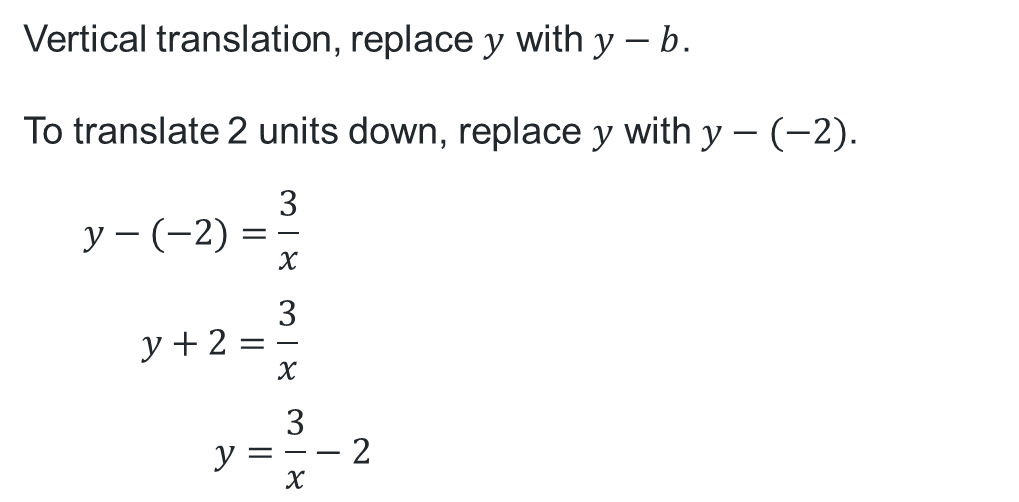 Vertical translation, replace y with y − b.
To translate 2 units down, replace y with y − (−2).
y − (−2) = 3/x
y + 2 = 3/x
y = 3/x − 2